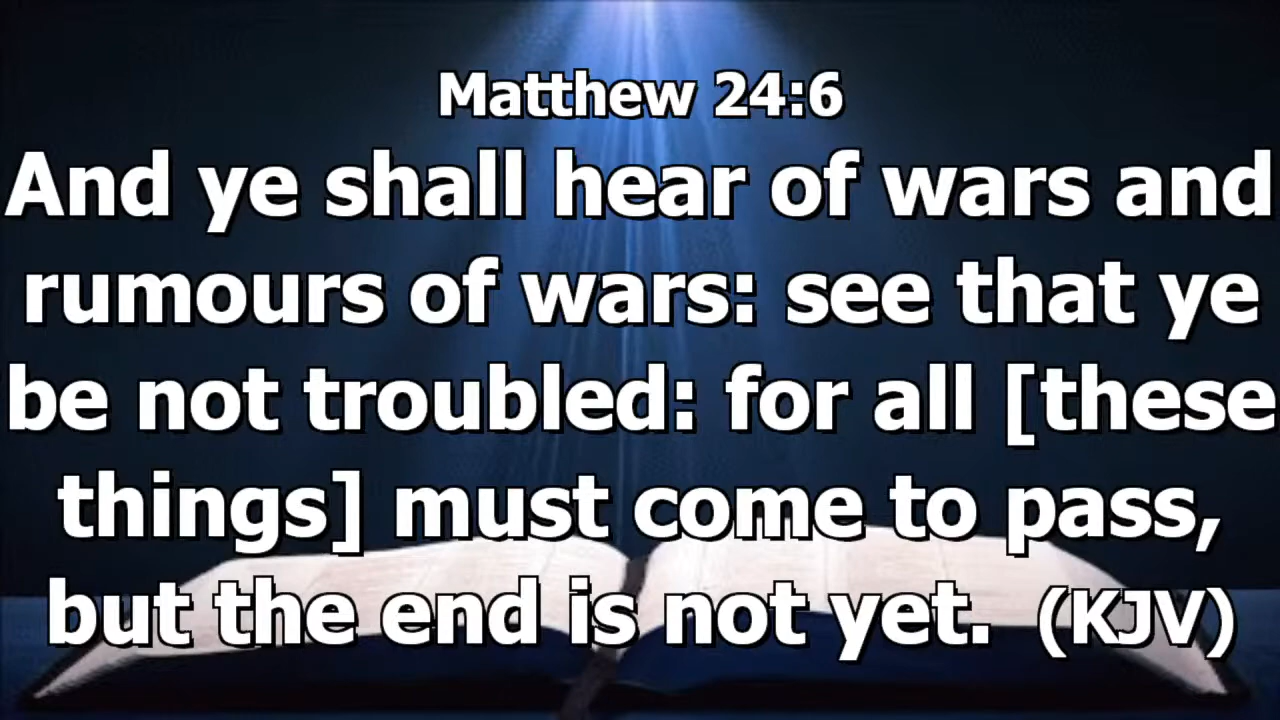 Matthew 24:6
And ye shall hear of wars and
rumours of wars: see that ye
be not troubled: for all [these
things] must come to pass,
but the end is not yet. (KJV)